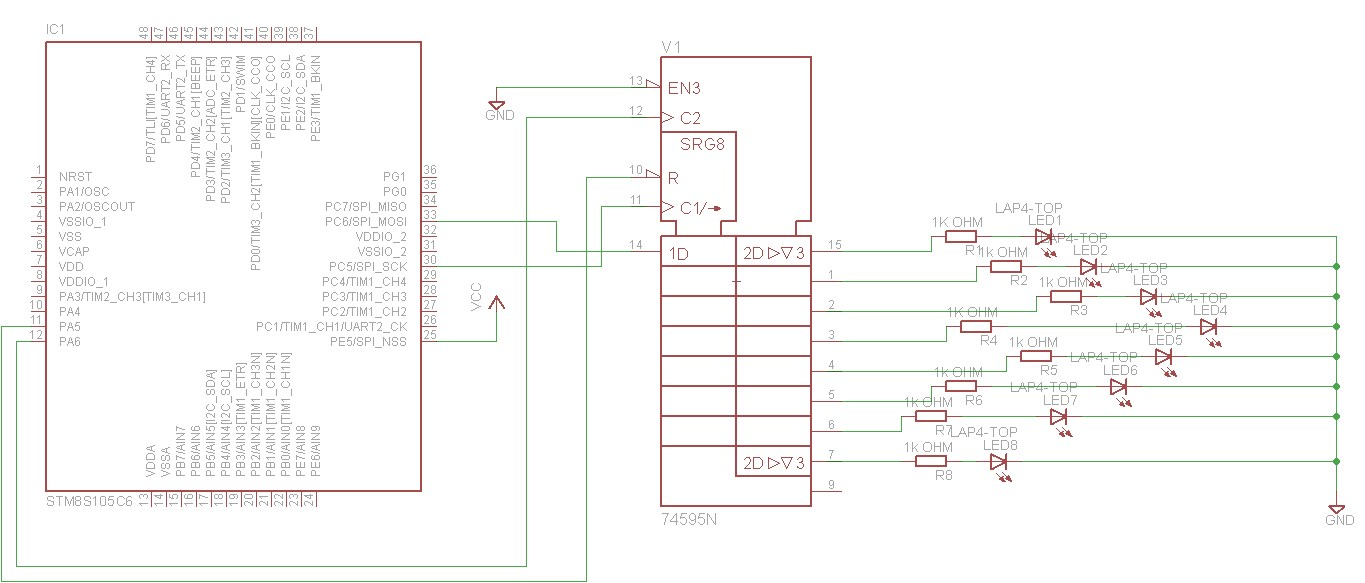 IC1
48
47
46
45
44
43
42
41
40
39
38
37
PD7/TLI[TIM1_CH4]
PD6/UART2_RX
PD5/UART2_TX
PD4/TIM2_CH1[BEEP]
PD3/TIM2_CH2[ADC_ETR]
PD2/TIM3_CH1[TIM2_CH3]
PD1/SWIM
PD0/TIM3_CH2[TIM1_BKIN][CLK_CCO]
PE0/CLK_CCO
PE1/I2C_SCL
PE2/I2C_SDA
PE3/TIM1_BKIN
1 NRST
2 PA1/OSC
3 PA2/OSCOUT
4 VSSIO_1
5 VSS
6 VCAP
7 VDD
8 VDDIO_1
9 PA3/TIM2_CH3[TIM3_CH1]
10 PA4
11 PA5
12 PA6
PG1 36
PG0 35
PC7/SPI_MISO 34
PC6/SPI_MOSI 33
VDDIO_2 32
VSSIO_2 31
PC5/SPI_SCK 30
PC4/TIM1_CH4 29
PC3/TIM1_CH3 28
PC2/TIM1_CH2 27
PC1/TIM1_CH1/UART2_CK 26
PE5/SPI_NSS 25
VDDA
VSSA
PB7/AIN7
PB6/AIN6
PB5/AIN5[I2C_SDA]
PB4/AIN4[I2C_SCL]
PB3/AIN3[TIM1_ETR]
PB2/AIN2[TIM1_CH3N]
PB1/AIN1[TIM1_CH2N]
PB0/AIN0[TIM1_CH1N]
PE7/AIN8
PE6/AIN9
13
14
15
16
17
18
19
20
21
22
23
24
STM8S105C6
VCC
GND
V1
13 EN3
12 C2
SRG8
10 R
11 C1/
14 1D
2D 3 15
1
2
3
4
5
6
2D 3 7
9
74595N
1K OHM
R1
LAP4-TOP
LED1
1k OHM
R2
LAP4-TOP
LED2
1k OHM
R3
LAP4-TOP
LED3
1K OHM
R4
LAP4-TOP
LED4
1k OHM
R5
LAP4-TOP
LED5
1k OHM
R6
LAP4-TOP
LED6
1k OHM
R7
LAP4-TOP
LED7
1k OHM
R8
LAP4-TOP
LED8
GND